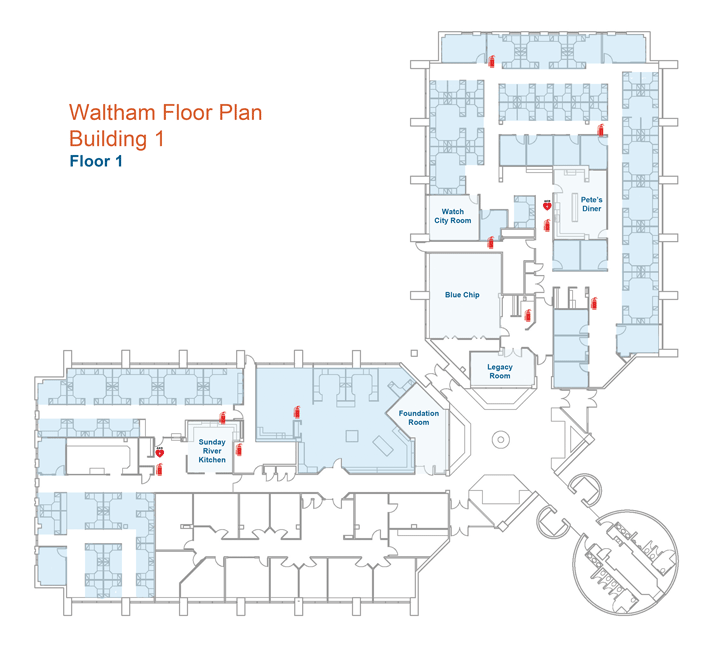 Waltham Floor Plan
Building 1
Floor 1
Pete's
Diner
Watch
City Room
Blue Chip
Legacy
Room
Foundation
Room
Sunday
River
Kitchen